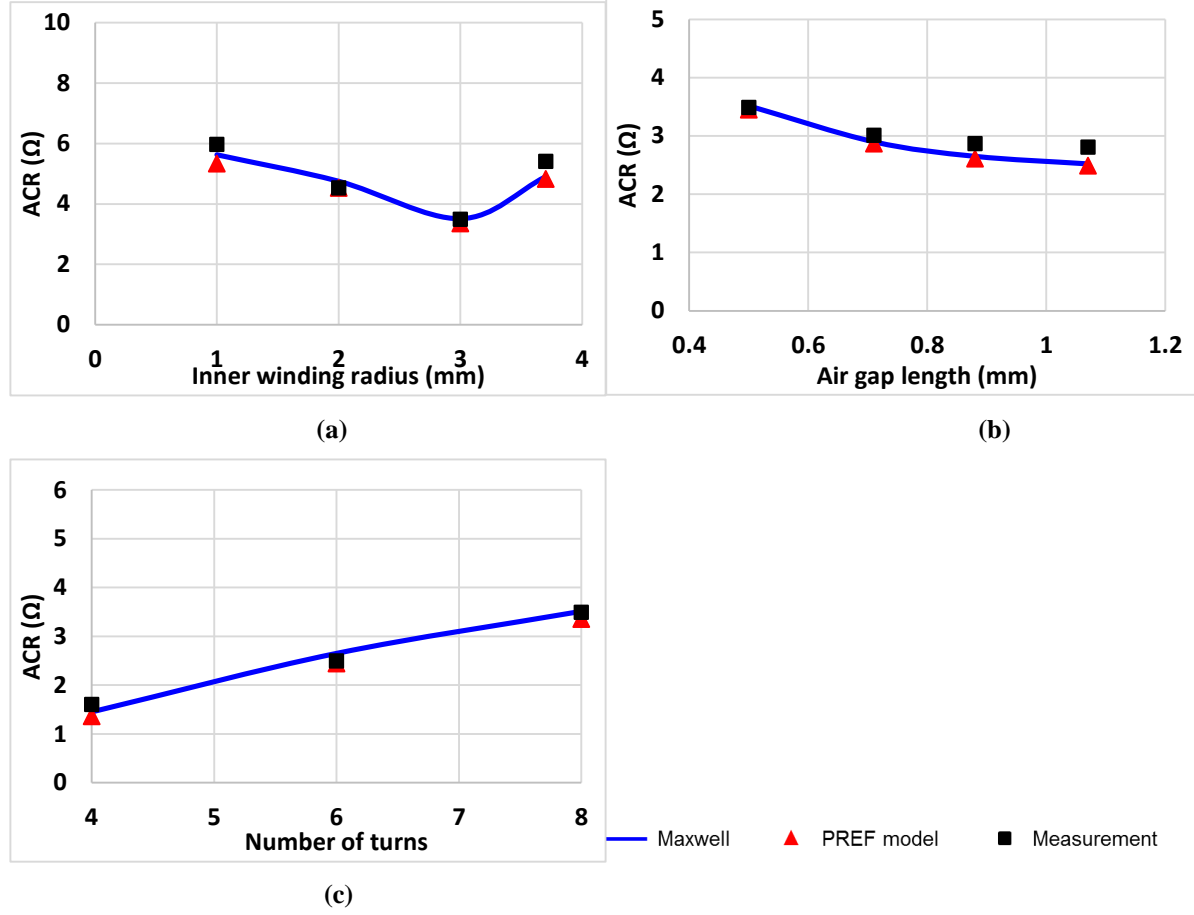 10
8
6
4
2
0
ACR (Ω)
0 1 2 3 4
Inner winding radius (mm)
(a)
5
4
3
2
1
0
ACR (Ω)
0.4 0.6 0.8 1 1.2
Air gap length (mm)
(b)
6
5
4
3
2
1
0
ACR (Ω)
4 5 6 7 8
Number of turns
(c)
Maxwell PREF model Measurement